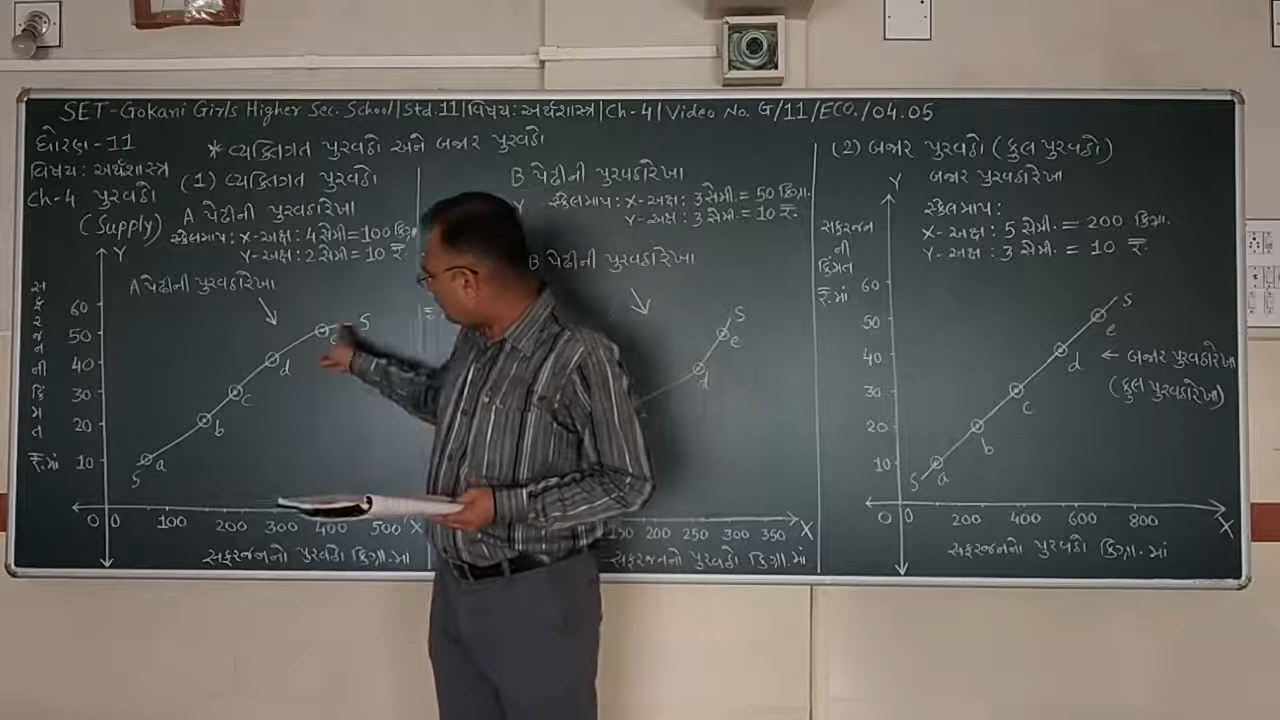 SET-Gokani Girls Higher Sec. School | Std.11 | વિષય: અર્થશાસ્ત્ર | Ch-4 | Video No. G/11/ECO./04.05
ધોરણ-11
વિષય: અર્થશાસ્ત્ર
Ch-4 પુરવઠો
(Supply)
* વ્યક્તિગત પુરવઠો અને બજાર પુરવઠો
(1) વ્યક્તિગત પુરવઠો
A પેઢીની પુરવઠારેખા
સ્કેલમાપ: X-અક્ષ: 4 સેમી = 100 કિગ્રા.
Y-અક્ષ: 2 સેમી = 10 ₹.
Y
A પેઢીની પુરવઠારેખા
સફરજનની કિંમત ₹.માં
60
50
40
30
20
10
S
e
d
c
b
a
S
O 0 100 200 300 400 500 X
સફરજનનો પુરવઠો કિગ્રા.માં
B પેઢીની પુરવઠારેખા
Y
સ્કેલમાપ: X-અક્ષ: 3 સેમી. = 50 કિગ્રા.
Y-અક્ષ: 3 સેમી. = 10 ₹.
B પેઢીની પુરવઠારેખા
S
e
d
200 250 300 350 X
સફરજનનો પુરવઠો કિગ્રા.માં
(2) બજાર પુરવઠો (કુલ પુરવઠો)
Y બજાર પુરવઠારેખા
સ્કેલમાપ:
X-અક્ષ: 5 સેમી. = 200 કિગ્રા.
Y-અક્ષ: 3 સેમી. = 10 ₹.
સફરજન
ની
કિંમત
₹.માં
60
50
40
30
20
10
S
e
d
c
b
a
S
← બજાર પુરવઠારેખા
(કુલ પુરવઠારેખા)
O 0 200 400 600 800 X
સફરજનનો પુરવઠો કિગ્રા.માં